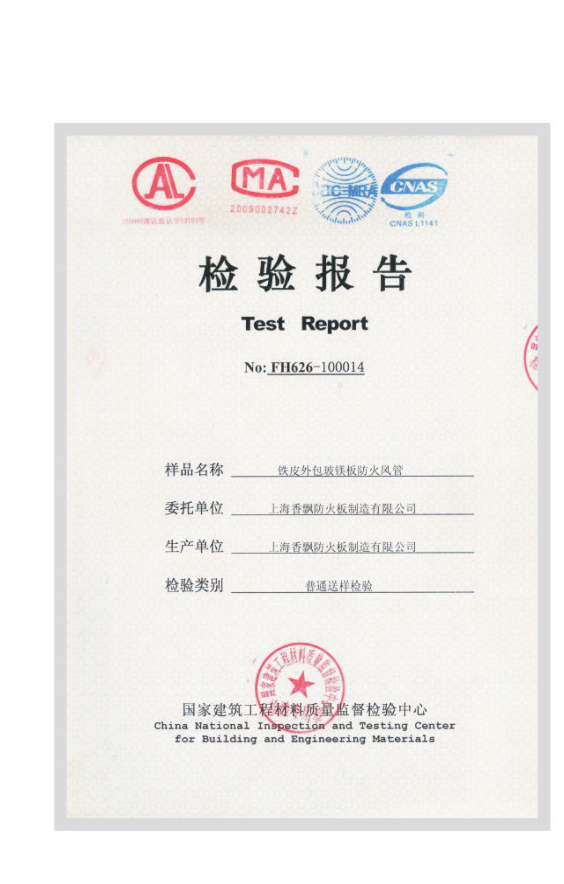 AL
MA
C-MRA
CNAS
2009002742Z
检测
CNAS L1141
检验报告
Test Report
No: FH626-100014
样品名称 铁皮外包玻镁板防火风管
委托单位 上海香飘防火板制造有限公司
生产单位 上海香飘防火板制造有限公司
检验类别 普通送样检验
国家建筑工程材料质量监督检验中心
China National Inspection and Testing Center
for Building and Engineering Materials